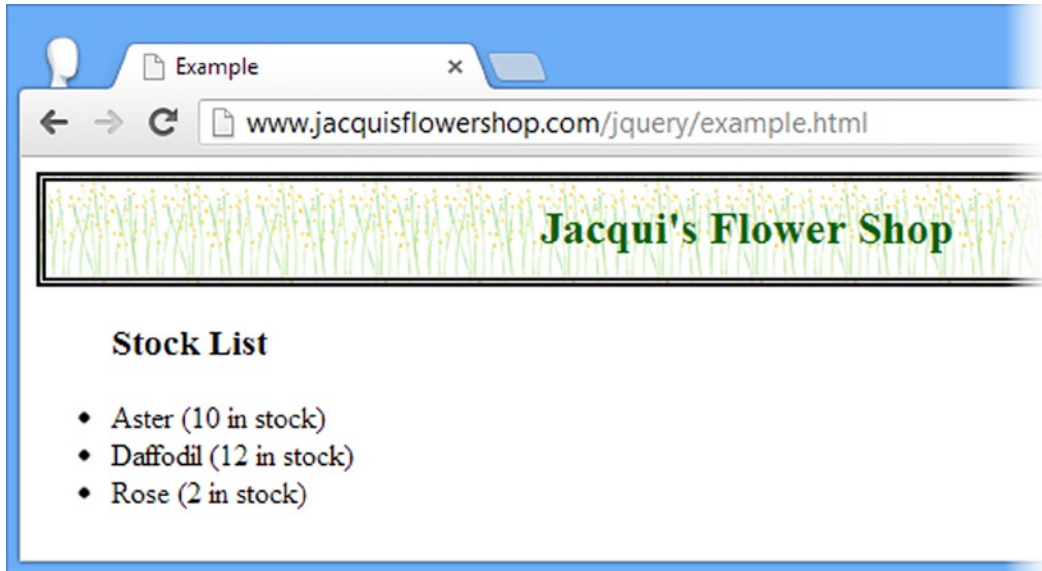 Example
www.jacquisflowershop.com/jquery/example.html
Jacqui's Flower Shop
Stock List
Aster (10 in stock)
Daffodil (12 in stock)
Rose (2 in stock)